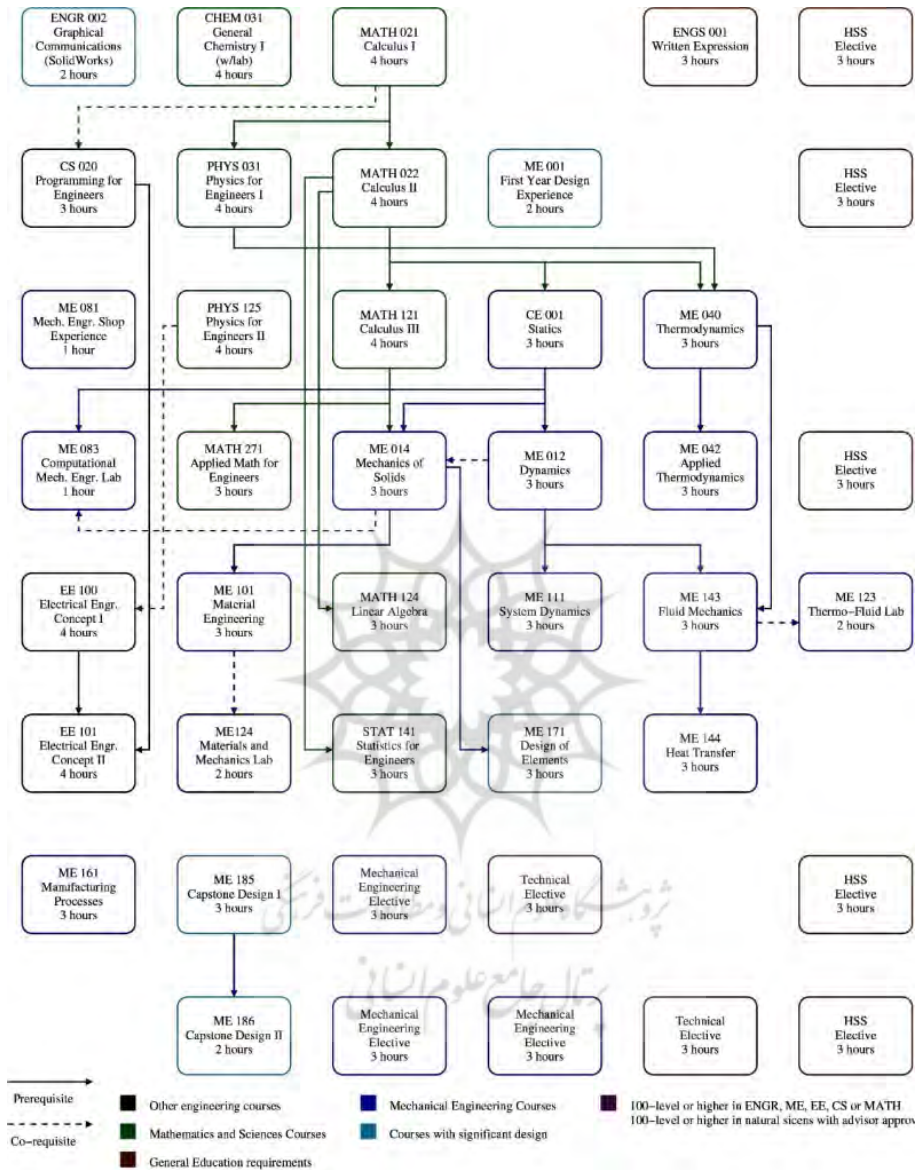 ENGR 002
Graphical
Communications
(SolidWorks)
2 hours
CHEM 031
General
Chemistry I
(w/lab)
4 hours
MATH 021
Calculus I
4 hours
ENGS 001
Written Expression
3 hours
HSS
Elective
3 hours
CS 020
Programming for
Engineers
3 hours
PHYS 031
Physics for
Engineers I
4 hours
MATH 022
Calculus II
4 hours
ME 001
First Year Design
Experience
2 hours
HSS
Elective
3 hours
ME 081
Mech. Engr. Shop
Experience
1 hour
PHYS 125
Physics for
Engineers II
4 hours
MATH 121
Calculus III
4 hours
CE 001
Statics
3 hours
ME 040
Thermodynamics
3 hours
ME 083
Computational
Mech. Engr. Lab
1 hour
MATH 271
Applied Math for
Engineers
3 hours
ME 014
Mechanics of
Solids
3 hours
ME 012
Dynamics
3 hours
ME 042
Applied
Thermodynamics
3 hours
HSS
Elective
3 hours
EE 100
Electrical Engr.
Concept I
4 hours
ME 101
Material
Engineering
3 hours
MATH 124
Linear Algebra
3 hours
ME 111
System Dynamics
3 hours
ME 143
Fluid Mechanics
3 hours
ME 123
Thermo-Fluid Lab
2 hours
EE 101
Electrical Engr.
Concept II
4 hours
ME124
Materials and
Mechanics Lab
2 hours
STAT 141
Statistics for
Engineers
3 hours
ME 171
Design of
Elements
3 hours
ME 144
Heat Transfer
3 hours
ME 161
Manufacturing
Processes
3 hours
ME 185
Capstone Design I
3 hours
Mechanical
Engineering
Elective
3 hours
Technical
Elective
3 hours
HSS
Elective
3 hours
پژوهشگاه علوم انسانی و مطالعات فرهنگی
پرتال جامع علوم انسانی
ME 186
Capstone Design II
2 hours
Mechanical
Engineering
Elective
3 hours
Mechanical
Engineering
Elective
3 hours
Technical
Elective
3 hours
HSS
Elective
3 hours
Prerequisite
Co-requisite
Other engineering courses
Mathematics and Sciences Courses
General Education requirements
Mechanical Engineering Courses
Courses with significant design
100-level or higher in ENGR, ME, EE, CS or MATH
100-level or higher in natural sicens with advisor approv